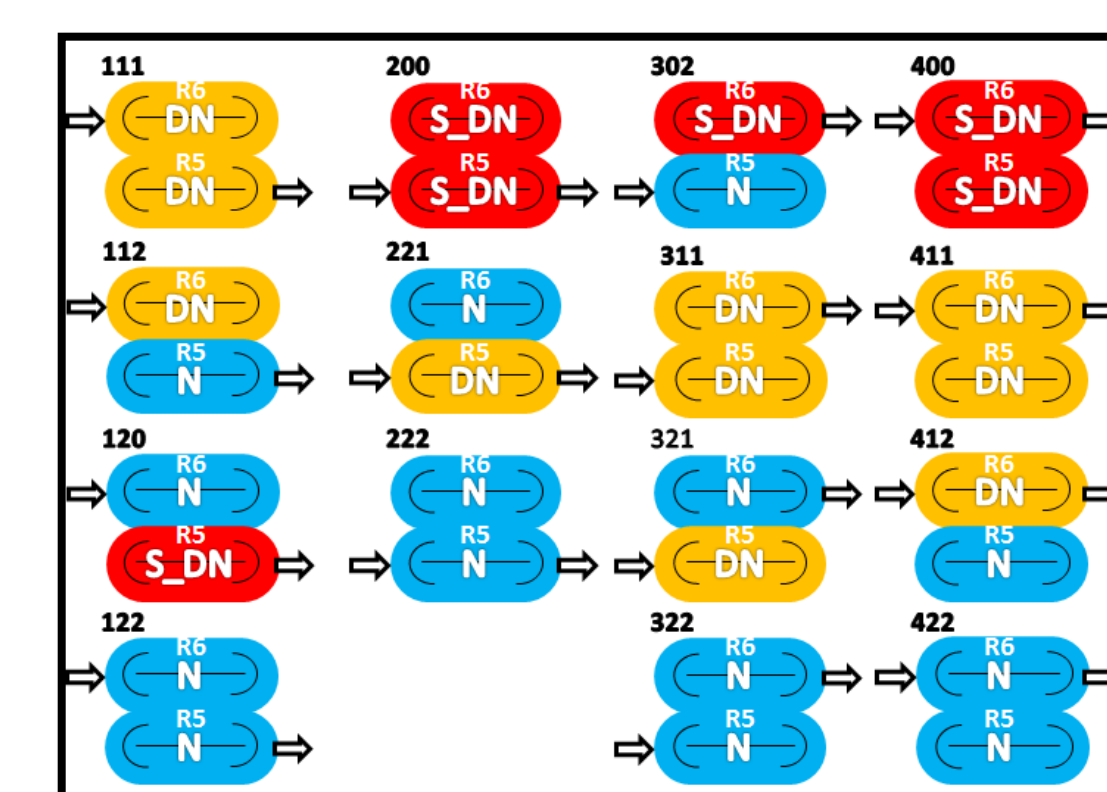 111 200 302 400
R6 R6 R6 R6
DN S_DN S_DN S_DN
R5 R5 R5 R5
DN S_DN N S_DN
112 221 311 411
R6 R6 R6 R6
DN N DN DN
R5 R5 R5 R5
N DN DN DN
120 222 321 412
R6 R6 R6 R6
N N N DN
R5 R5 R5 R5
S_DN N DN N
122 322 422
R6 R6 R6
N N N
R5 R5 R5
N N N